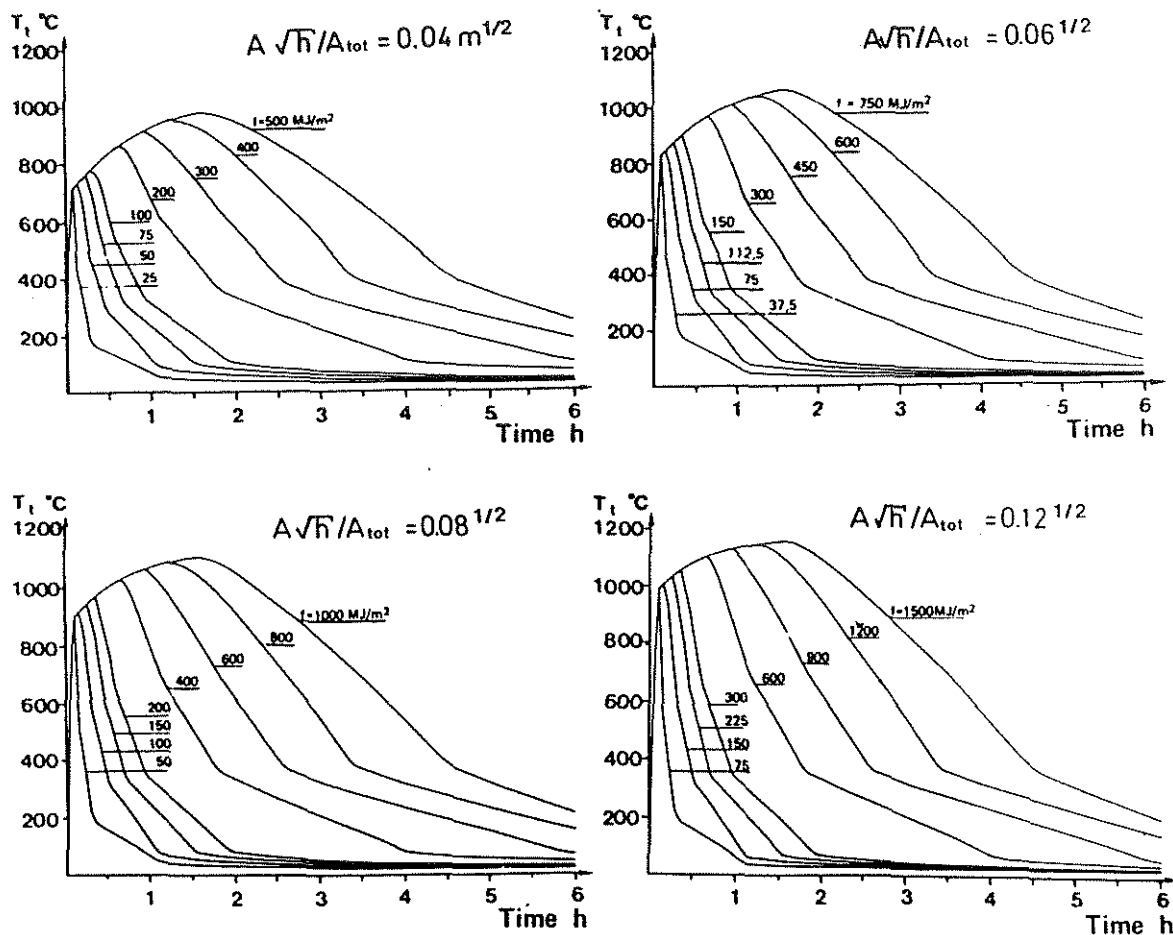 T_t °C
A√h/A_tot = 0.04 m^1/2
1200
1000
800
600
400
200
f=500 MJ/m²
400
300
200
100
75
50
25
1 2 3 4 5 6
Time h
T_t °C
A√h/A_tot = 0.06^1/2
1200
1000
800
600
400
200
f = 750 MJ/m²
600
450
300
150
112,5
75
37,5
1 2 3 4 5 6
Time h
T_t °C
A√h/A_tot = 0.08^1/2
1200
1000
800
600
400
200
f=1000 MJ/m²
800
600
400
200
150
100
50
1 2 3 4 5 6
Time h
T_t °C
A√h/A_tot = 0.12^1/2
1200
1000
800
600
400
200
f=1500MJ/m²
1200
900
600
300
225
150
75
1 2 3 4 5 6
Time h